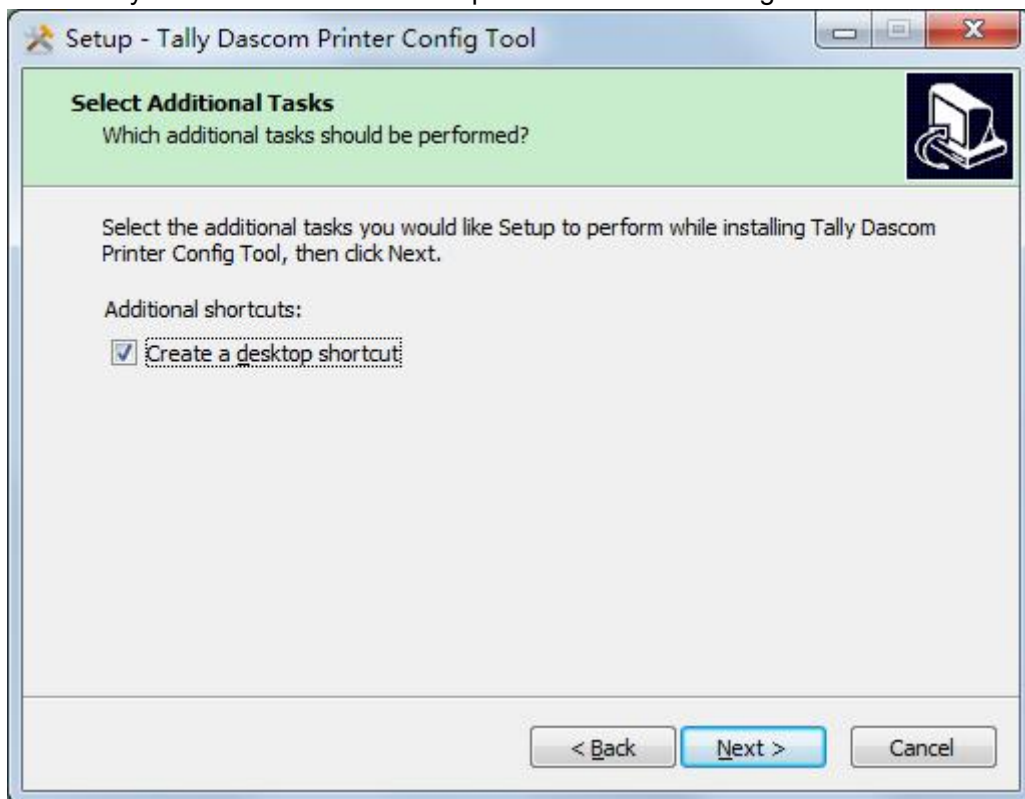 Setup - Tally Dascom Printer Config Tool
Select Additional Tasks
Which additional tasks should be performed?
Select the additional tasks you would like Setup to perform while installing Tally Dascom
Printer Config Tool, then click Next.
Additional shortcuts:
Create a desktop shortcut
< Back
Next >
Cancel